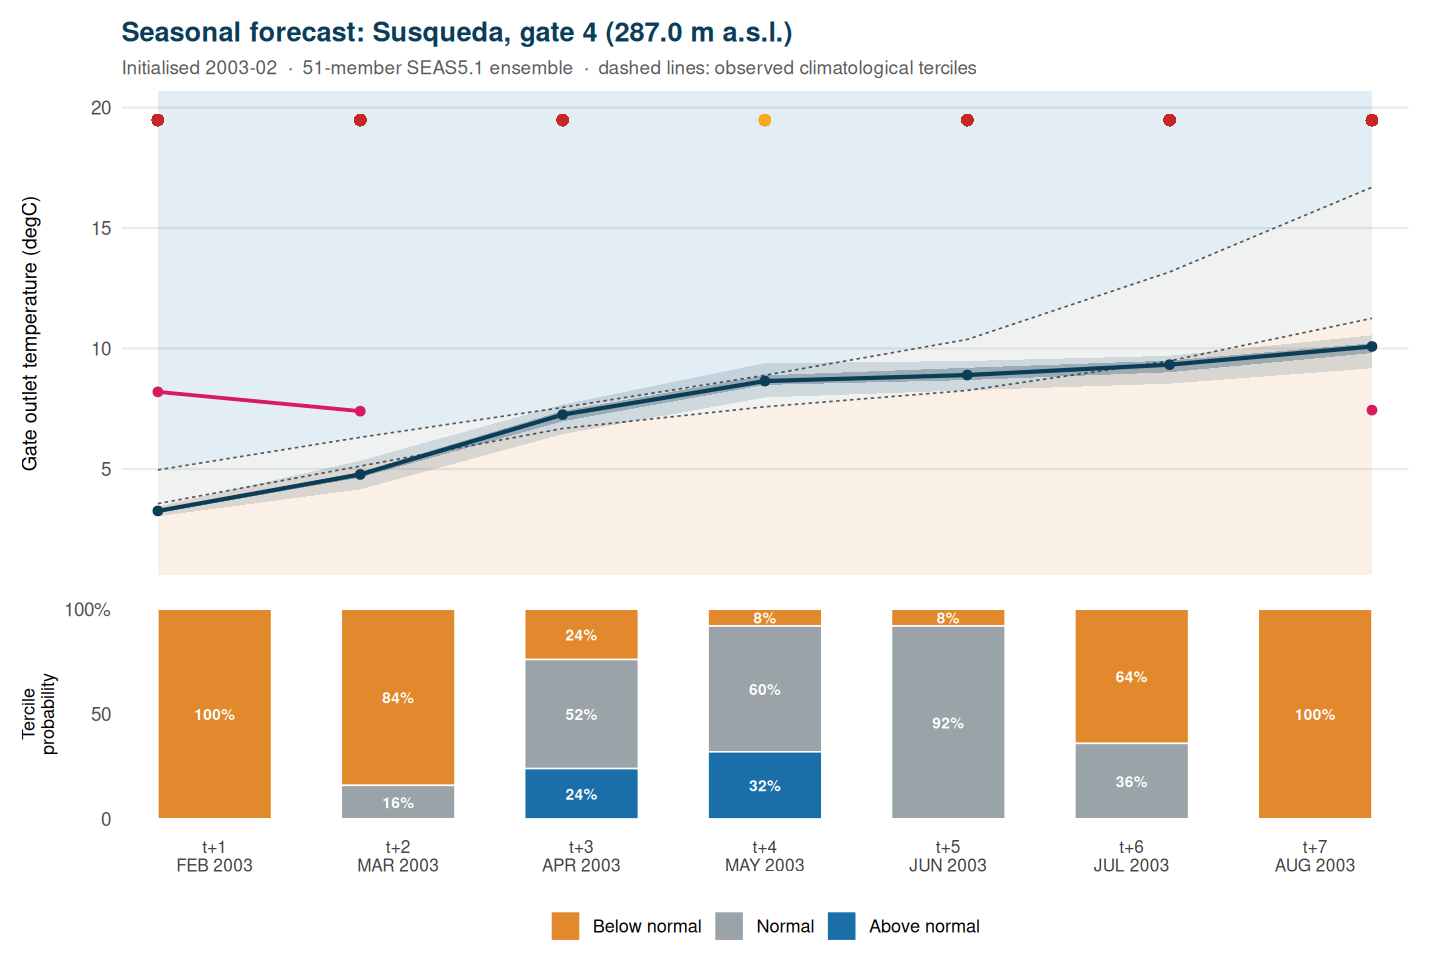 Seasonal forecast: Susqueda, gate 4 (287.0 m a.s.l.)
Initialised 2003-02 · 51-member SEAS5.1 ensemble · dashed lines: observed climatological terciles
Gate outlet temperature (degC)
20
15
10
5
Tercile
probability
100%
50
0
100%
84%
16%
24%
52%
24%
8%
60%
32%
8%
92%
64%
36%
100%
t+1
FEB 2003
t+2
MAR 2003
t+3
APR 2003
t+4
MAY 2003
t+5
JUN 2003
t+6
JUL 2003
t+7
AUG 2003
Below normal
Normal
Above normal